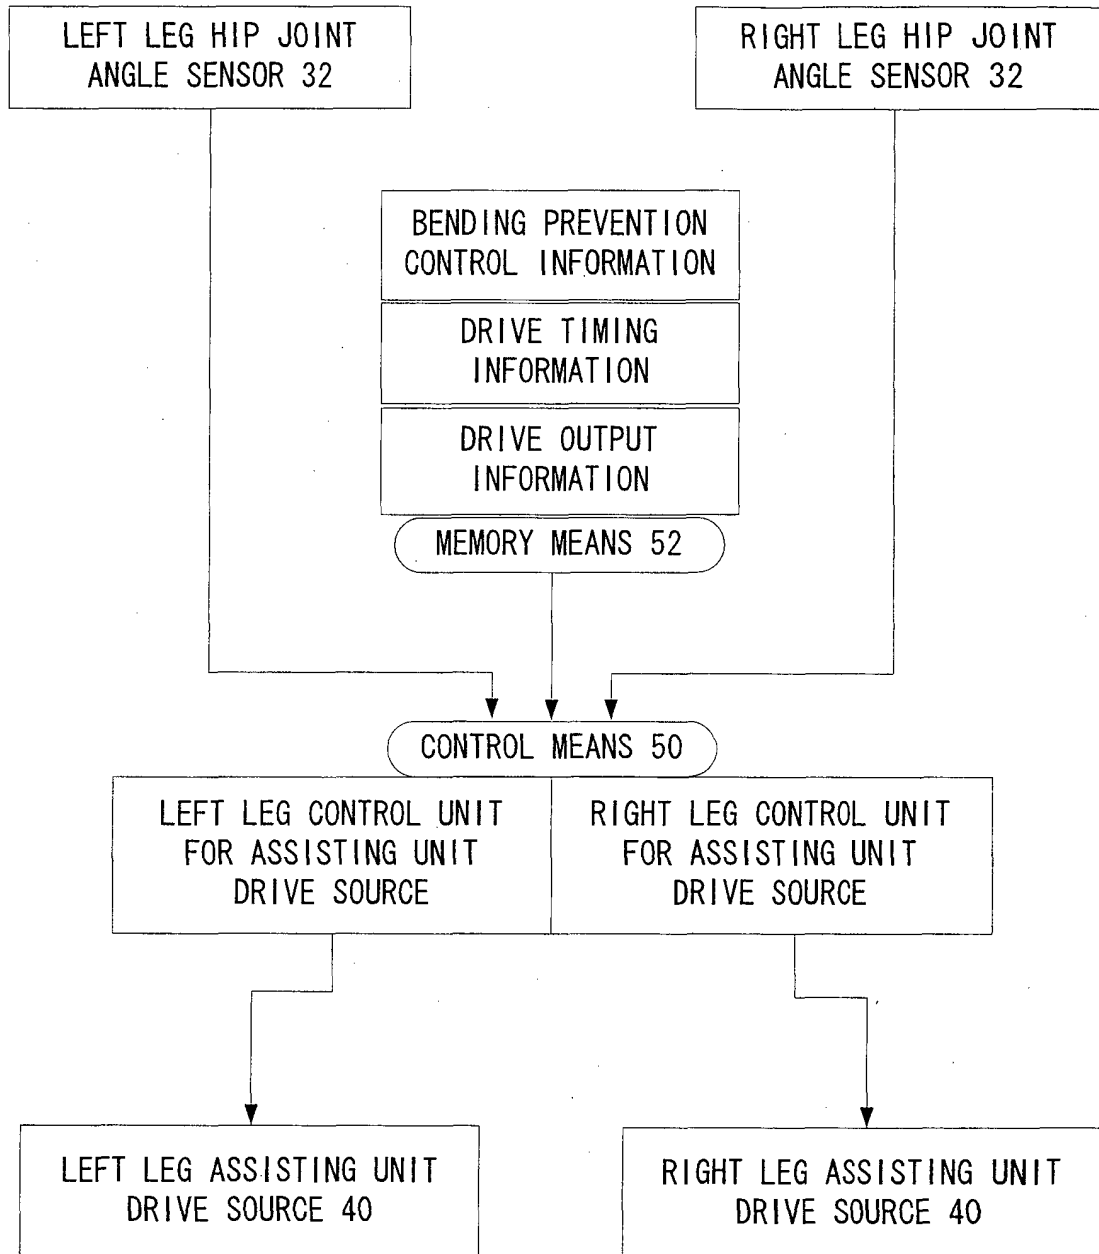 LEFT LEG HIP JOINT
ANGLE SENSOR 32
RIGHT LEG HIP JOINT
ANGLE SENSOR 32
BENDING PREVENTION
CONTROL INFORMATION
DRIVE TIMING
INFORMATION
DRIVE OUTPUT
INFORMATION
MEMORY MEANS 52
CONTROL MEANS 50
LEFT LEG CONTROL UNIT
FOR ASSISTING UNIT
DRIVE SOURCE
RIGHT LEG CONTROL UNIT
FOR ASSISTING UNIT
DRIVE SOURCE
LEFT LEG ASSISTING UNIT
DRIVE SOURCE 40
RIGHT LEG ASSISTING UNIT
DRIVE SOURCE 40